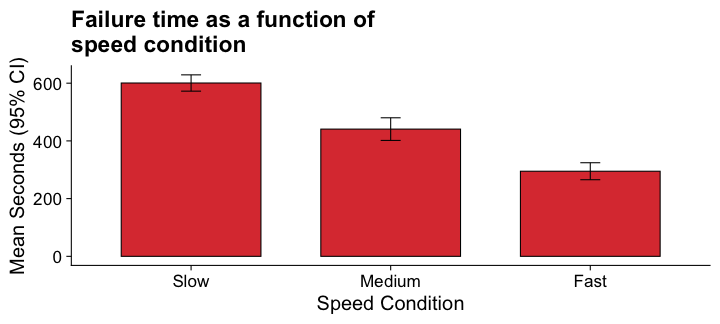 Failure time as a function of
speed condition
Mean Seconds (95% CI)
600
400
200
0
Slow Medium Fast
Speed Condition